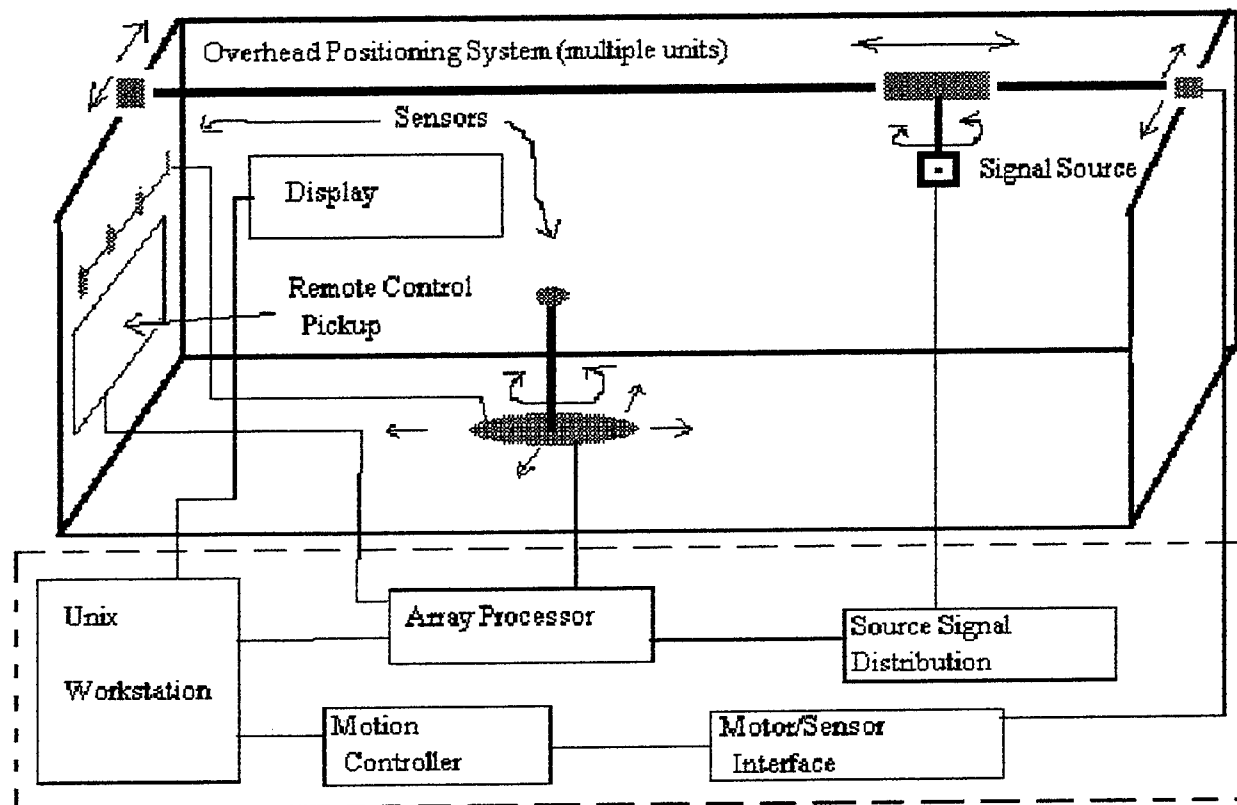 Overhead Positioning System (multiple units)
Sensors
Signal Source
Display
Remote Control
Pickup
Unix
Workstation
Array Processor
Source Signal
Distribution
Motion
Controller
Motor/Sensor
Interface